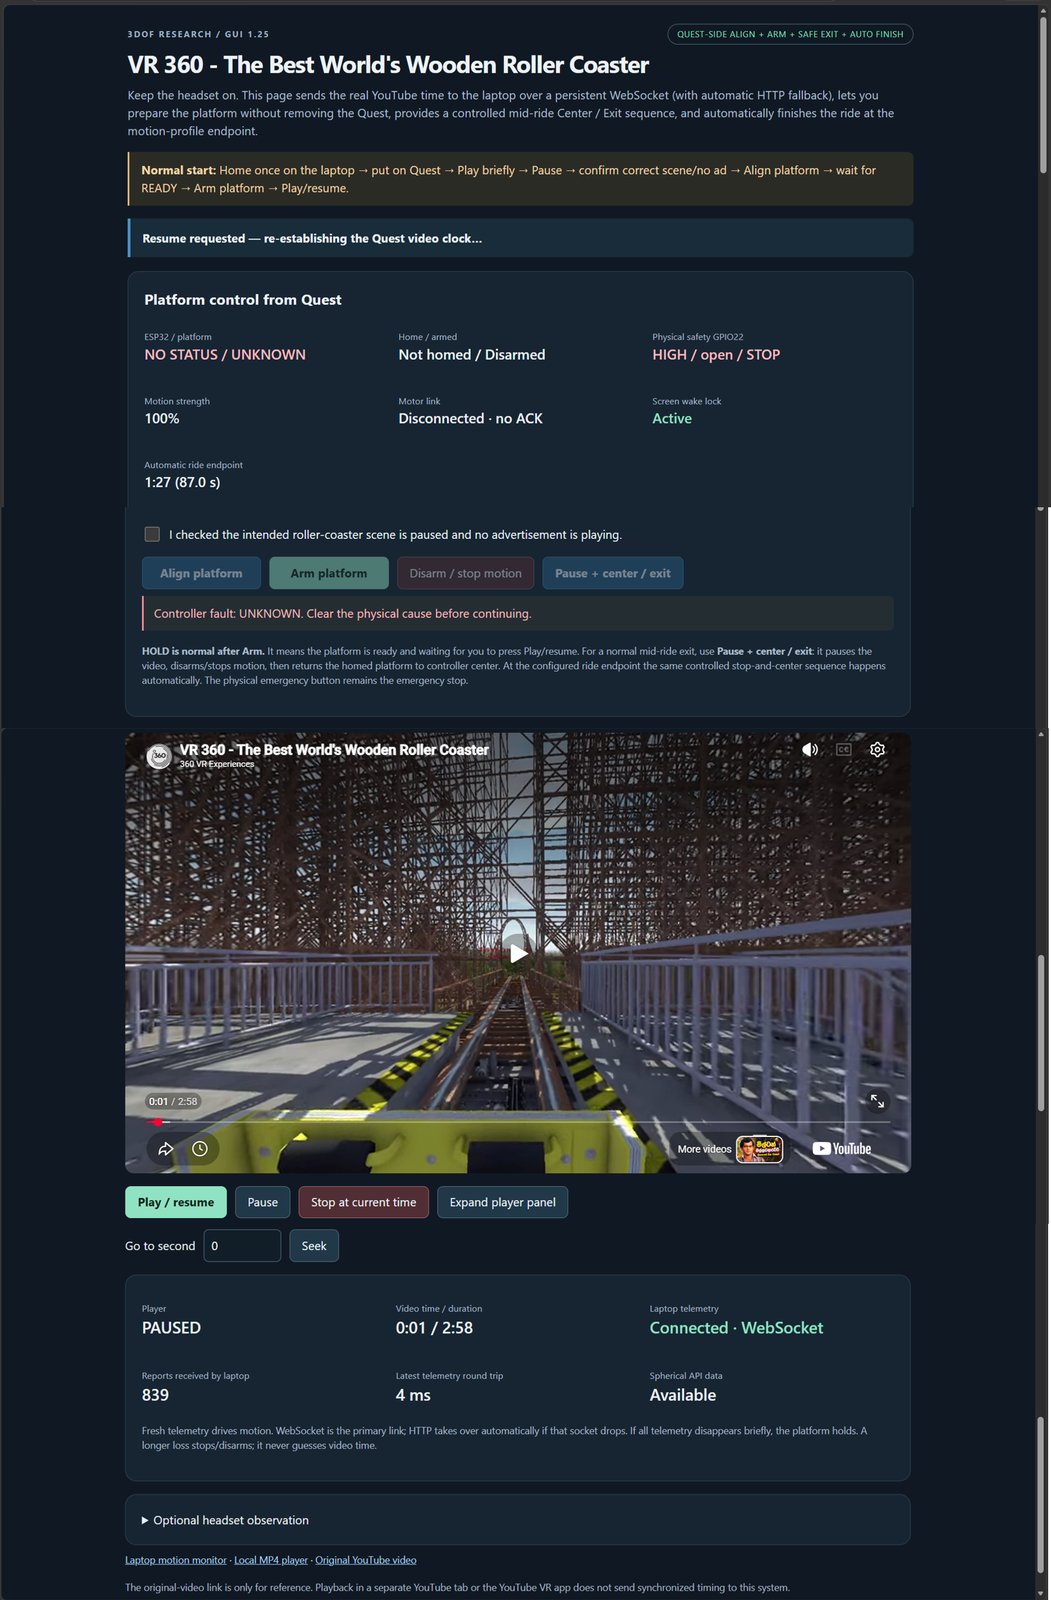 3DOF RESEARCH / GUI 1.25
QUEST-SIDE ALIGN + ARM + SAFE EXIT + AUTO FINISH
VR 360 - The Best World's Wooden Roller Coaster
Keep the headset on. This page sends the real YouTube time to the laptop over a persistent WebSocket (with automatic HTTP fallback), lets you
prepare the platform without removing the Quest, provides a controlled mid-ride Center / Exit sequence, and automatically finishes the ride at the
motion-profile endpoint.
Normal start: Home once on the laptop → put on Quest → Play briefly → Pause → confirm correct scene/no ad → Align platform → wait for
READY → Arm platform → Play/resume.
Resume requested — re-establishing the Quest video clock...
Platform control from Quest
ESP32 / platform
NO STATUS / UNKNOWN
Home / armed
Not homed / Disarmed
Physical safety GPIO22
HIGH / open / STOP
Motion strength
100%
Motor link
Disconnected · no ACK
Screen wake lock
Active
Automatic ride endpoint
1:27 (87.0 s)
I checked the intended roller-coaster scene is paused and no advertisement is playing.
Align platform
Arm platform
Disarm / stop motion
Pause + center / exit
Controller fault: UNKNOWN. Clear the physical cause before continuing.
HOLD is normal after Arm. It means the platform is ready and waiting for you to press Play/resume. For a normal mid-ride exit, use Pause + center / exit: it pauses the
video, disarms/stops motion, then returns the homed platform to controller center. At the configured ride endpoint the same controlled stop-and-center sequence happens
automatically. The physical emergency button remains the emergency stop.
360
VR 360 - The Best World's Wooden Roller Coaster
360 VR Experiences
CC
0:01 / 2:58
More videos
YouTube
Play / resume
Pause
Stop at current time
Expand player panel
Go to second
0
Seek
Player
PAUSED
Video time / duration
0:01 / 2:58
Laptop telemetry
Connected · WebSocket
Reports received by laptop
839
Latest telemetry round trip
4 ms
Spherical API data
Available
Fresh telemetry drives motion. WebSocket is the primary link; HTTP takes over automatically if that socket drops. If all telemetry disappears briefly, the platform holds. A
longer loss stops/disarms; it never guesses video time.
▶ Optional headset observation
Laptop motion monitor · Local MP4 player · Original YouTube video
The original-video link is only for reference. Playback in a separate YouTube tab or the YouTube VR app does not send synchronized timing to this system.